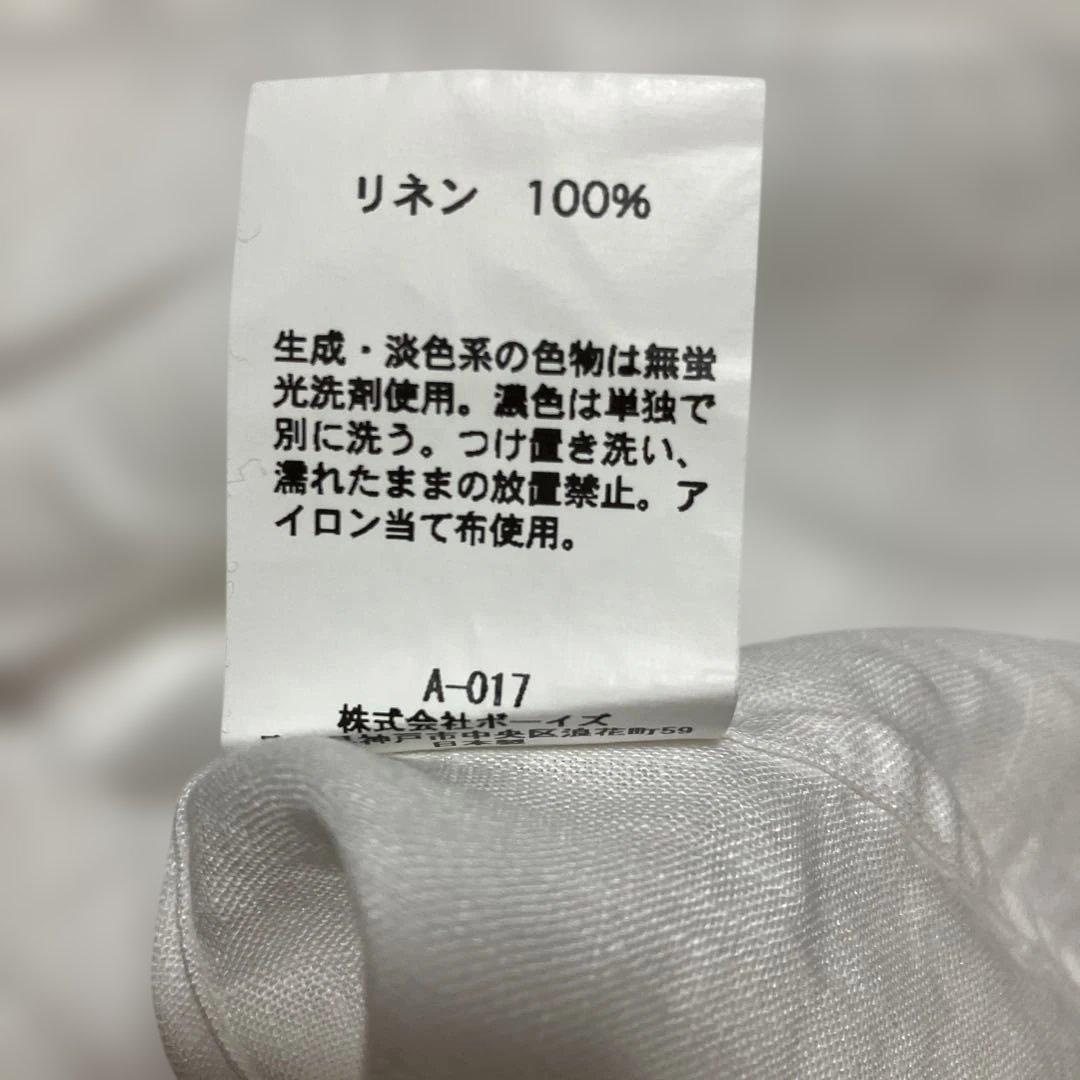 リネン 100%
生成・淡色系の色物は無蛍
光洗剤使用。濃色は単独で
別に洗う。つけ置き洗い、
濡れたままの放置禁止。ア
イロン当て布使用。
A-017
株式会社ボーイズ
神戸市中央区浪花町59
日本製